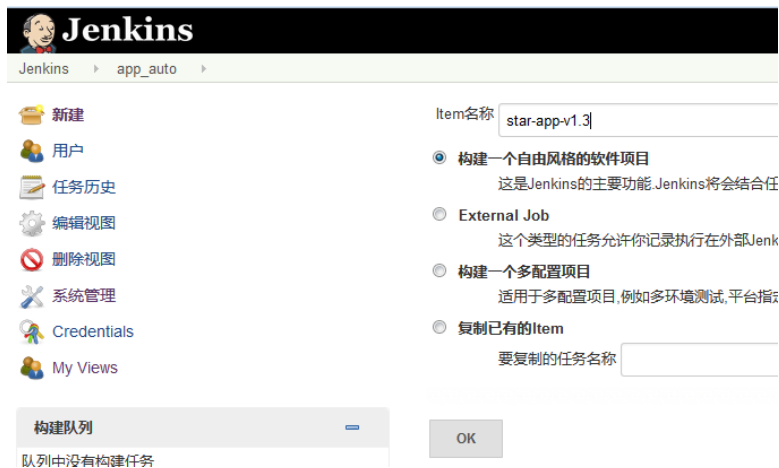 Jenkins
Jenkins app_auto
新建
用户
任务历史
编辑视图
删除视图
系统管理
Credentials
My Views
构建队列
队列中没有构建任务
Item名称 star-app-v1.3
构建一个自由风格的软件项目
这是Jenkins的主要功能.Jenkins将会结合任
External Job
这个类型的任务允许你记录执行在外部Jenk
构建一个多配置项目
适用于多配置项目,例如多环境测试,平台指定
复制已有的Item
要复制的任务名称
OK